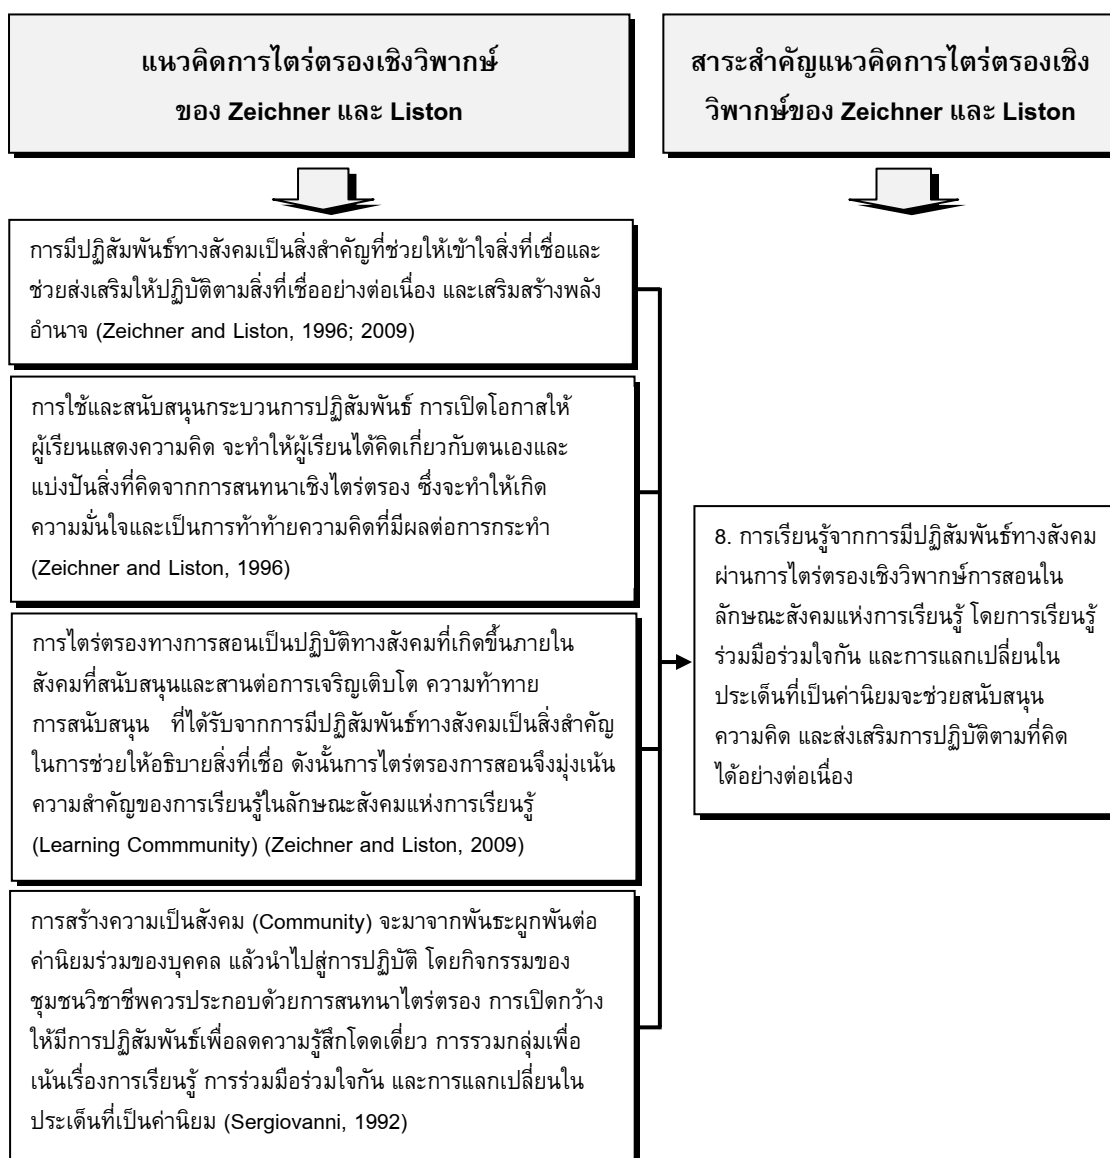 แนวคิดการไตร่ตรองเชิงวิพากษ์
ของ Zeichner และ Liston
สาระสำคัญแนวคิดการไตร่ตรองเชิง
วิพากษ์ของ Zeichner และ Liston
การมีปฏิสัมพันธ์ทางสังคมเป็นสิ่งสำคัญที่ช่วยให้เข้าใจสิ่งที่เชื่อและ
ช่วยส่งเสริมให้ปฏิบัติตามสิ่งที่เชื่ออย่างต่อเนื่อง และเสริมสร้างพลัง
อำนาจ (Zeichner and Liston, 1996; 2009)
การใช้และสนับสนุนกระบวนการปฏิสัมพันธ์ การเปิดโอกาสให้
ผู้เรียนแสดงความคิด จะทำให้ผู้เรียนได้คิดเกี่ยวกับตนเองและ
แบ่งปันสิ่งที่คิดจากการสนทนาเชิงไตร่ตรอง ซึ่งจะทำให้เกิด
ความมั่นใจและเป็นการท้าทายความคิดที่มีผลต่อการกระทำ
(Zeichner and Liston, 1996)
การไตร่ตรองทางการสอนเป็นปฏิบัติทางสังคมที่เกิดขึ้นภายใน
สังคมที่สนับสนุนและสานต่อการเจริญเติบโต ความท้าทาย
การสนับสนุน ที่ได้รับจากการมีปฏิสัมพันธ์ทางสังคมเป็นสิ่งสำคัญ
ในการช่วยให้อธิบายสิ่งที่เชื่อ ดังนั้นการไตร่ตรองการสอนจึงมุ่งเน้น
ความสำคัญของการเรียนรู้ในลักษณะสังคมแห่งการเรียนรู้
(Learning Commmunity) (Zeichner and Liston, 2009)
การสร้างความเป็นสังคม (Community) จะมาจากพันธะผูกพันต่อ
ค่านิยมร่วมของบุคคล แล้วนำไปสู่การปฏิบัติ โดยกิจกรรมของ
ชุมชนวิชาชีพควรประกอบด้วยการสนทนาไตร่ตรอง การเปิดกว้าง
ให้มีการปฏิสัมพันธ์เพื่อลดความรู้สึกโดดเดี่ยว การรวมกลุ่มเพื่อ
เน้นเรื่องการเรียนรู้ การร่วมมือร่วมใจกัน และการแลกเปลี่ยนใน
ประเด็นที่เป็นค่านิยม (Sergiovanni, 1992)
8. การเรียนรู้จากการมีปฏิสัมพันธ์ทางสังคม
ผ่านการไตร่ตรองเชิงวิพากษ์การสอนใน
ลักษณะสังคมแห่งการเรียนรู้ โดยการเรียนรู้
ร่วมมือร่วมใจกัน และการแลกเปลี่ยนใน
ประเด็นที่เป็นค่านิยมจะช่วยสนับสนุน
ความคิด และส่งเสริมการปฏิบัติตามที่คิด
ได้อย่างต่อเนื่อง